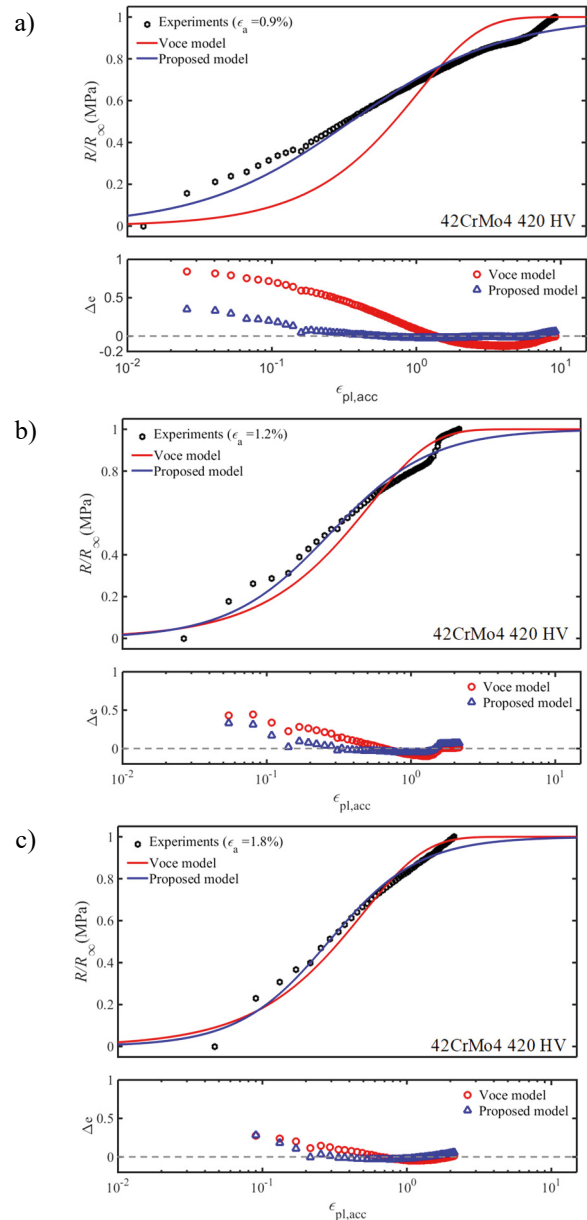 a)
Experiments (ϵa=0.9%)
Voce model
Proposed model
1
0.8
0.6
0.4
0.2
0
R/R∞(MPa)
42CrMo4 420 HV
1
0.5
0
-0.2
Δe
Voce model
Proposed model
10-2
10-1
100
101
ϵpl,acc
b)
Experiments (ϵa=1.2%)
Voce model
Proposed model
1
0.8
0.4
0.2
0
R/R∞(MPa)
42CrMo4 420 HV
1
0.5
0
Δe
Voce model
Proposed model
10-2
10-1
100
101
ϵpl,acc
c)
Experiments (ϵa=1.8%)
Voce model
Proposed model
1
0.8
0.6
0.4
0.2
0
R/R∞(MPa)
42CrMo4 420 HV
1
0.5
0
Δe
Voce model
Proposed model
10-2
10-1
100
101
ϵpl,acc